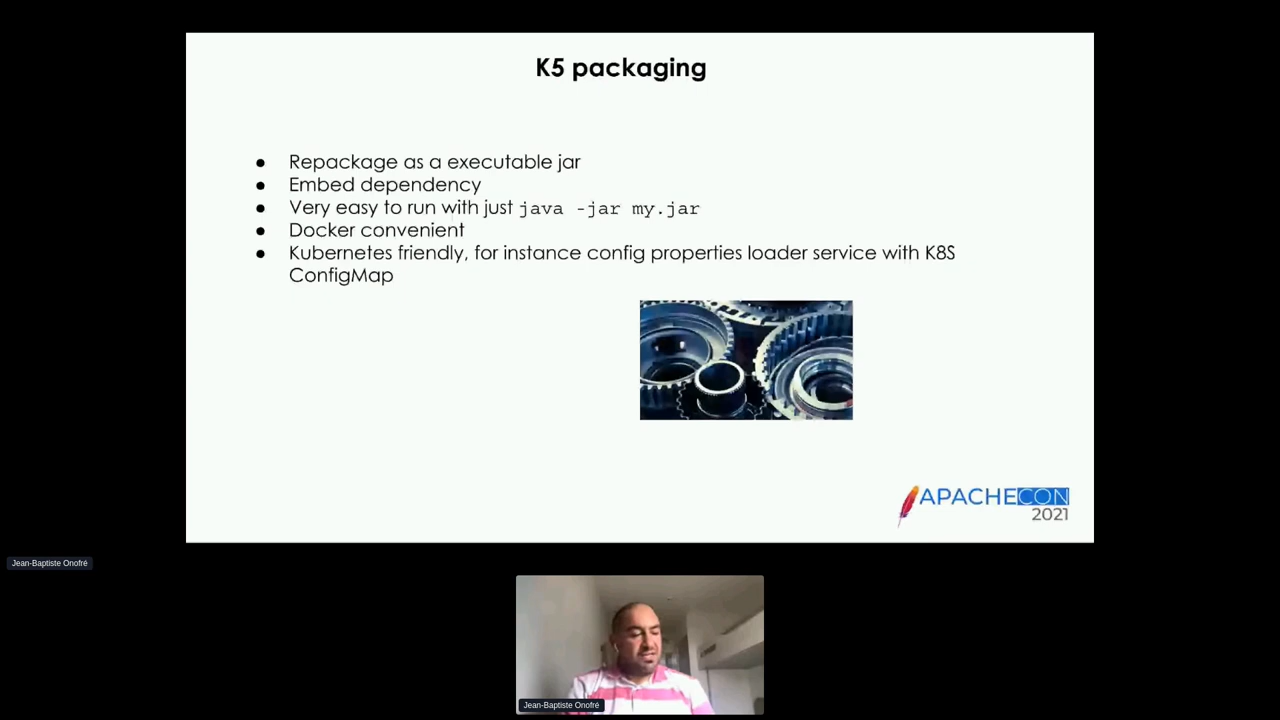 K5 packaging
● Repackage as a executable jar
● Embed dependency
● Very easy to run with just java -jar my.jar
● Docker convenient
● Kubernetes friendly, for instance config properties loader service with K8S
ConfigMap
APACHECON
2021
Jean-Baptiste Onofré
Jean-Baptiste Onofré